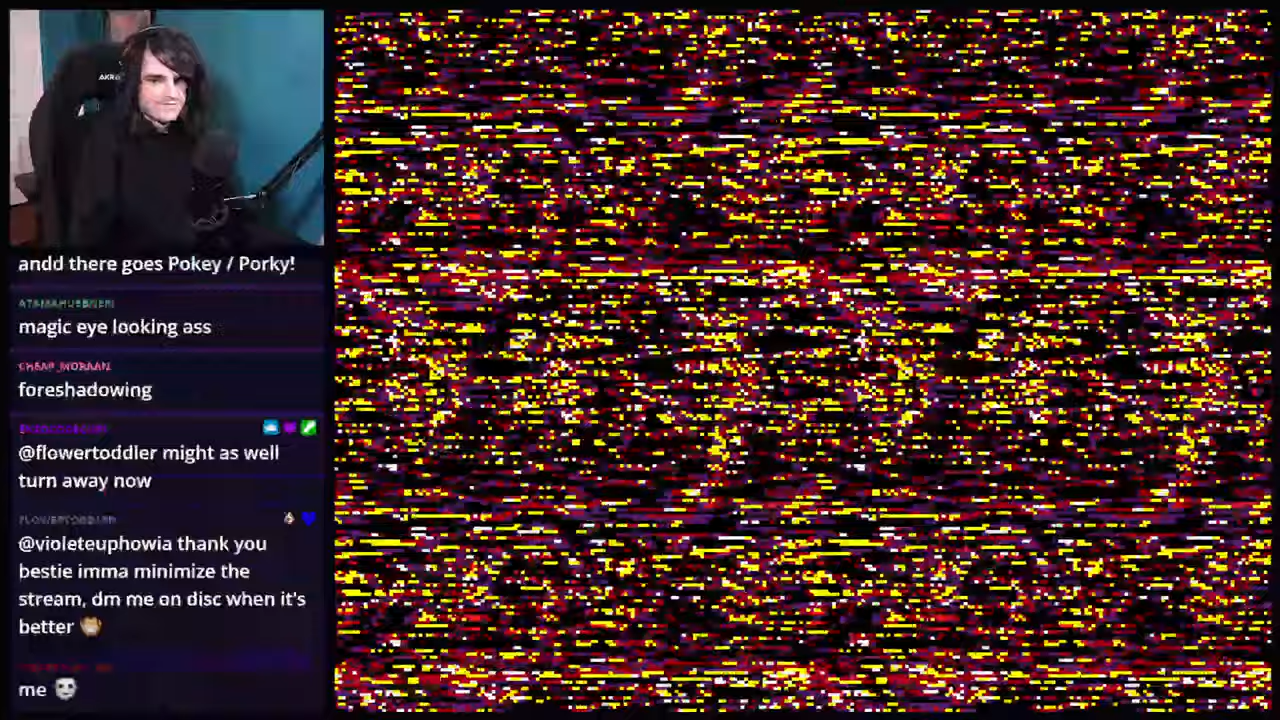 andd there goes Pokey / Porky!
magic eye looking ass
foreshadowing
@flowertoddler might as well
turn away now
FLOWERTODDLER
@violeteuphowia thank you
bestie imma minimize the
stream, dm me on disc when it's
better
me